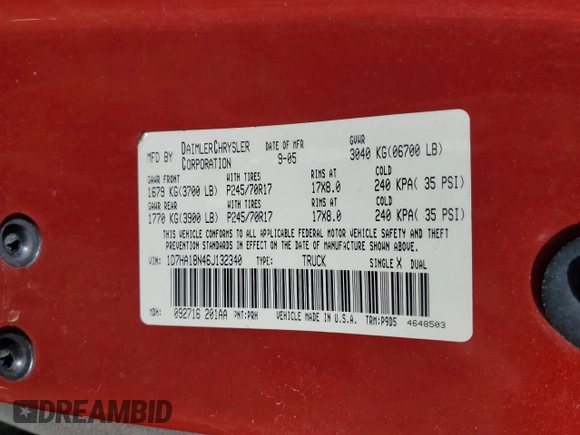 MFD BY DAIMLERCHRYSLER CORPORATION DATE OF MFR 9-05 GVWR 3040 KG(06700 LB)
GAWR FRONT WITH TIRES RIMS AT COLD
1679 KG(3700 LB) P245/70R17 17X8.0 240 KPA( 35 PSI)
GAWR REAR WITH TIRES RIMS AT COLD
1770 KG(3900 LB) P245/70R17 17X8.0 240 KPA( 35 PSI)
THIS VEHICLE CONFORMS TO ALL APPLICABLE FEDERAL MOTOR VEHICLE SAFETY AND THEFT
PREVENTION STANDARDS IN EFFECT ON THE DATE OF MANUFACTURE SHOWN ABOVE.
VIN: 1D7HA18N46J132340 TYPE: TRUCK SINGLE X DUAL
MDH: 092716 201AA PNT:PRH VEHICLE MADE IN U.S.A. TRM:P9D5 4648503
DREAMBID